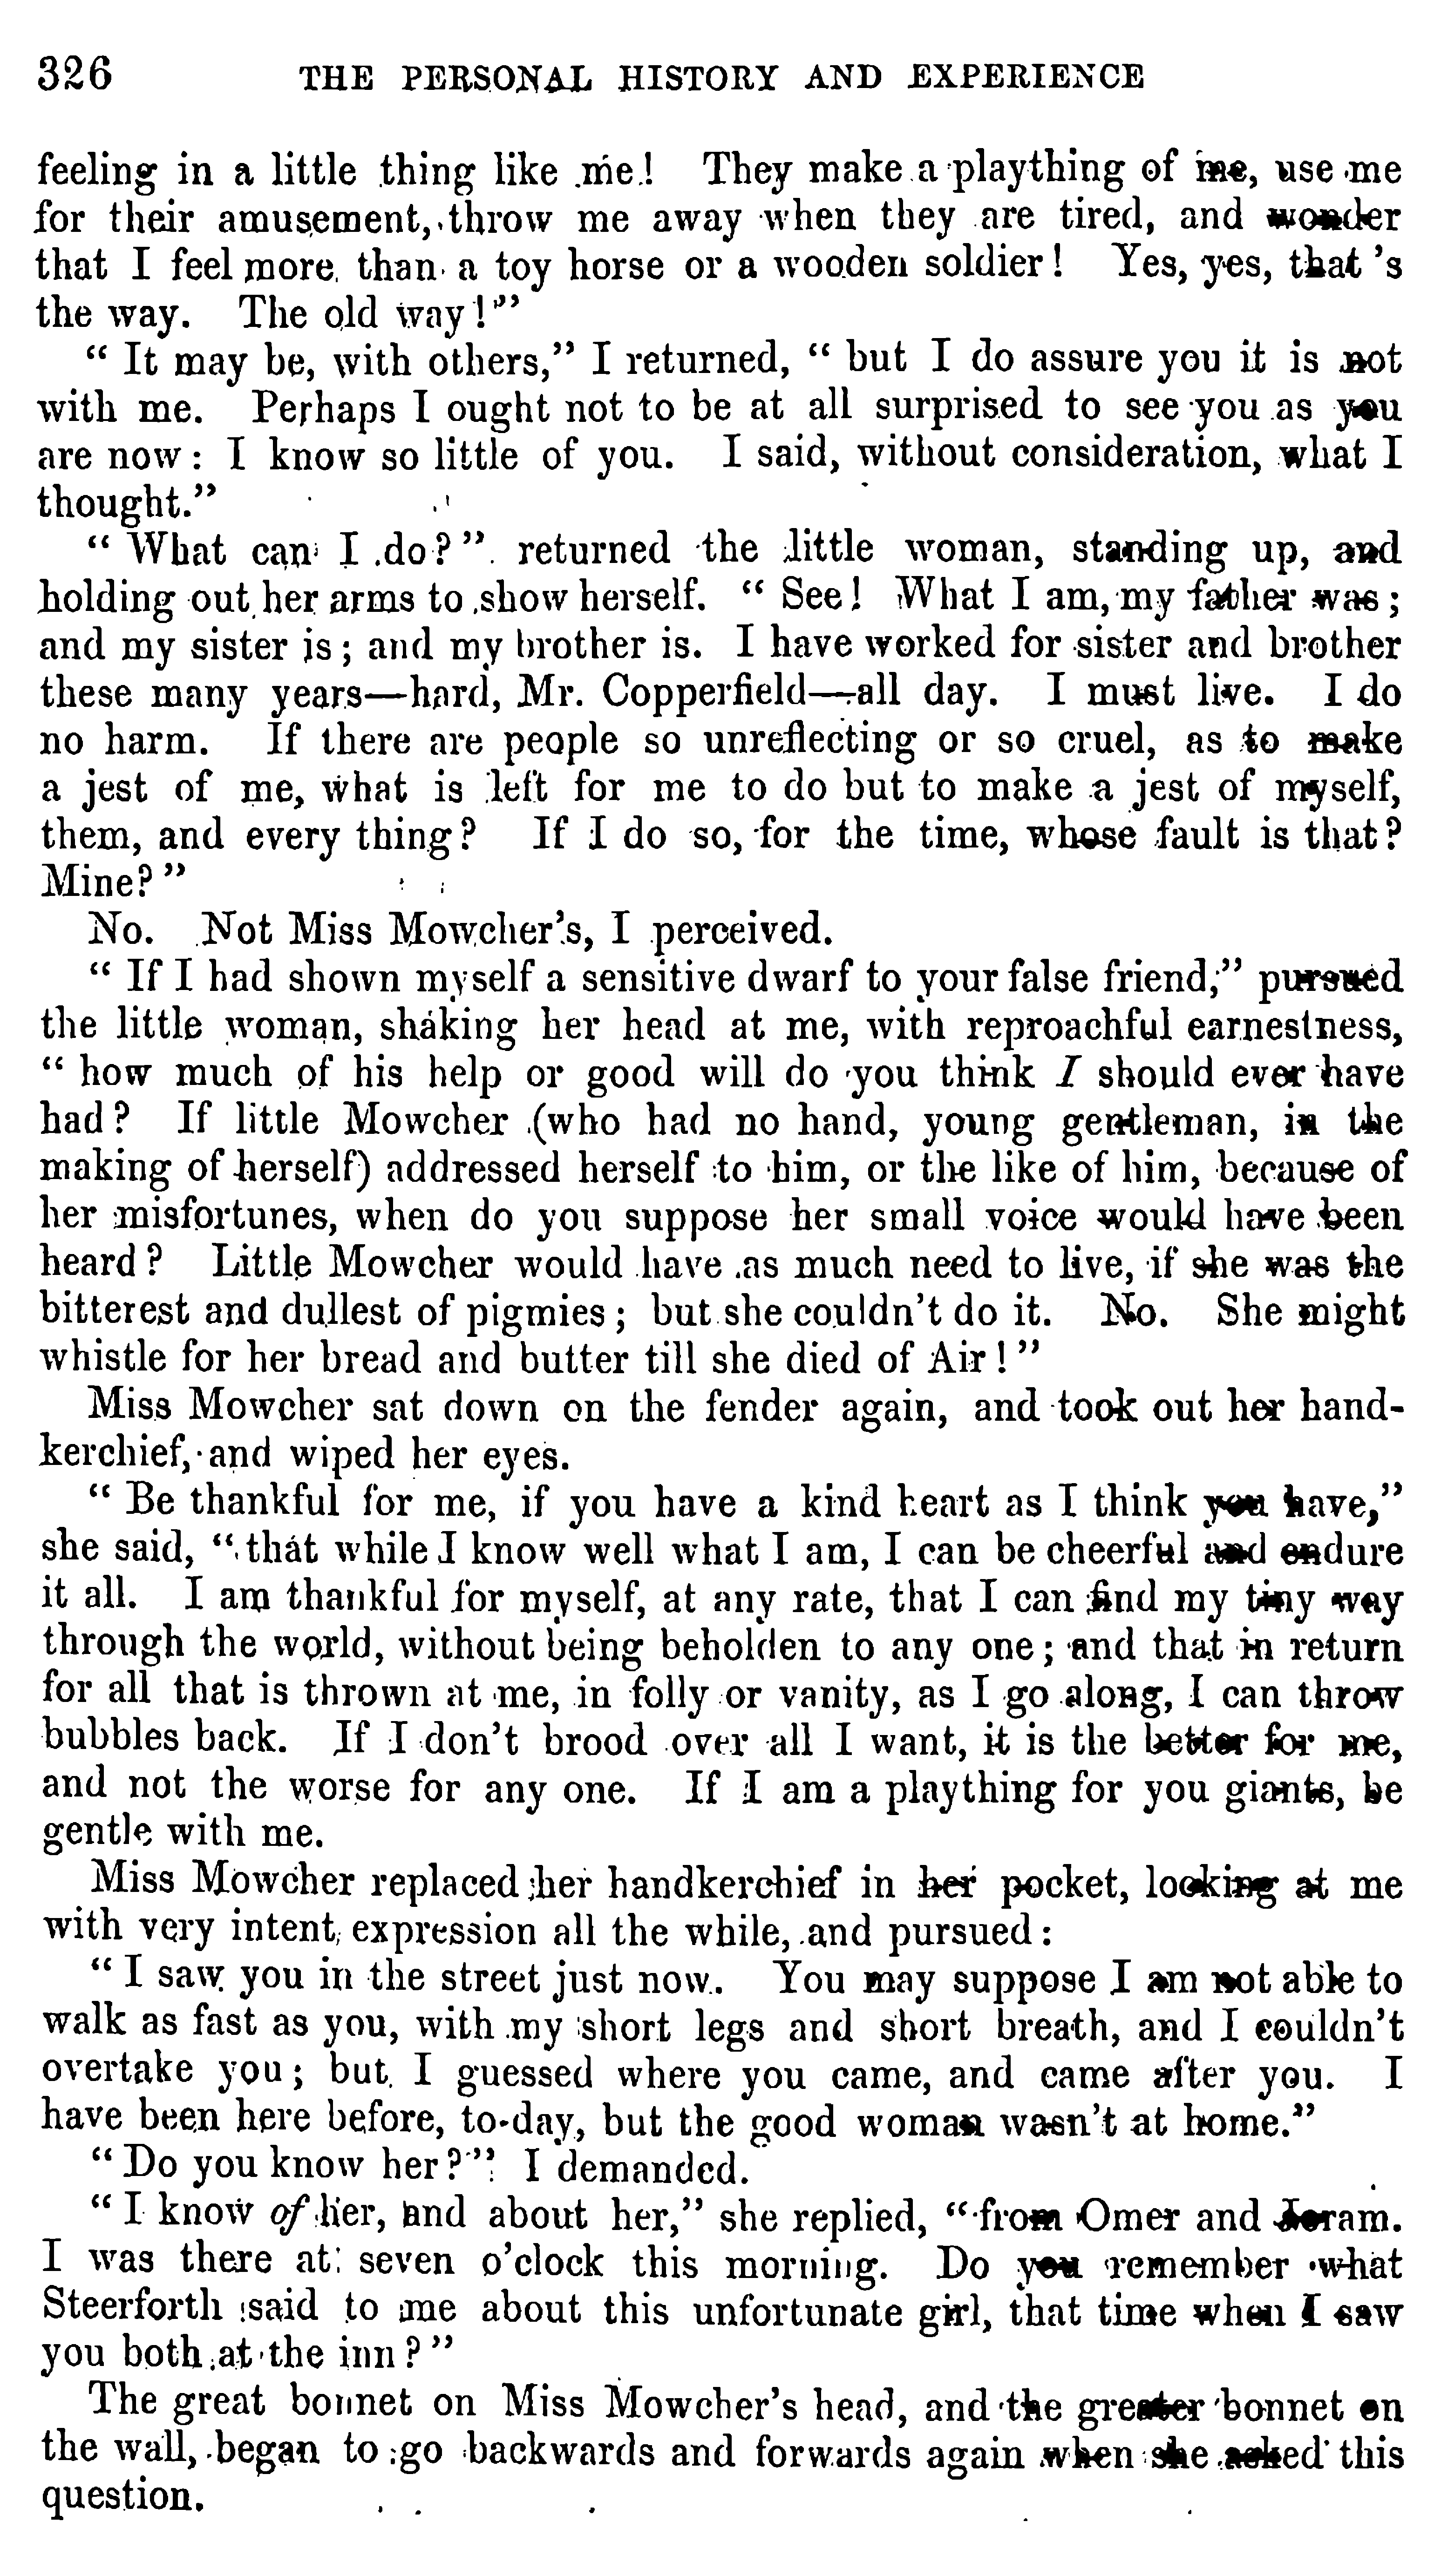 326 THE PERSONAL HISTORY AND EXPERIENCE
feeling in a little thing like me! They make a plaything of me, use me
for their amusement, throw me away when they are tired, and wonder
that I feel more than a toy horse or a wooden soldier! Yes, yes, that 's
the way. The old way!"
" It may be, with others," I returned, " but I do assure you it is not
with me. Perhaps I ought not to be at all surprised to see you as you
are now: I know so little of you. I said, without consideration, what I
thought."
" What can I do?" returned the little woman, standing up, and
holding out her arms to show herself. " See! What I am, my father was;
and my sister is; and my brother is. I have worked for sister and brother
these many years—hard, Mr. Copperfield—all day. I must live. I do
no harm. If there are people so unreflecting or so cruel, as to make
a jest of me, what is left for me to do but to make a jest of myself,
them, and every thing? If I do so, for the time, whose fault is that?
Mine?"
No. Not Miss Mowcher's, I perceived.
" If I had shown myself a sensitive dwarf to your false friend," pursued
the little woman, shaking her head at me, with reproachful earnestness,
" how much of his help or good will do you think I should ever have
had? If little Mowcher (who had no hand, young gentleman, in the
making of herself) addressed herself to him, or the like of him, because of
her misfortunes, when do you suppose her small voice would have been
heard? Little Mowcher would have as much need to live, if she was the
bitterest and dullest of pigmies; but she couldn't do it. No. She might
whistle for her bread and butter till she died of Air!"
Miss Mowcher sat down on the fender again, and took out her hand-
kerchief, and wiped her eyes.
" Be thankful for me, if you have a kind heart as I think you have,"
she said, " that while I know well what I am, I can be cheerful and endure
it all. I am thankful for myself, at any rate, that I can find my tiny way
through the world, without being beholden to any one; and that in return
for all that is thrown at me, in folly or vanity, as I go along, I can throw
bubbles back. If I don't brood over all I want, it is the better for me,
and not the worse for any one. If I am a plaything for you giants, be
gentle with me.
Miss Mowcher replaced her handkerchief in her pocket, looking at me
with very intent expression all the while, and pursued:
" I saw you in the street just now. You may suppose I am not able to
walk as fast as you, with my short legs and short breath, and I couldn't
overtake you; but I guessed where you came, and came after you. I
have been here before, to-day, but the good woman wasn't at home."
" Do you know her?" I demanded.
" I know of her, and about her," she replied, " from Omer and Joram.
I was there at seven o'clock this morning. Do you remember what
Steerforth said to me about this unfortunate girl, that time when I saw
you both at the inn?"
The great bonnet on Miss Mowcher's head, and the greater bonnet on
the wall, began to go backwards and forwards again when she asked this
question.